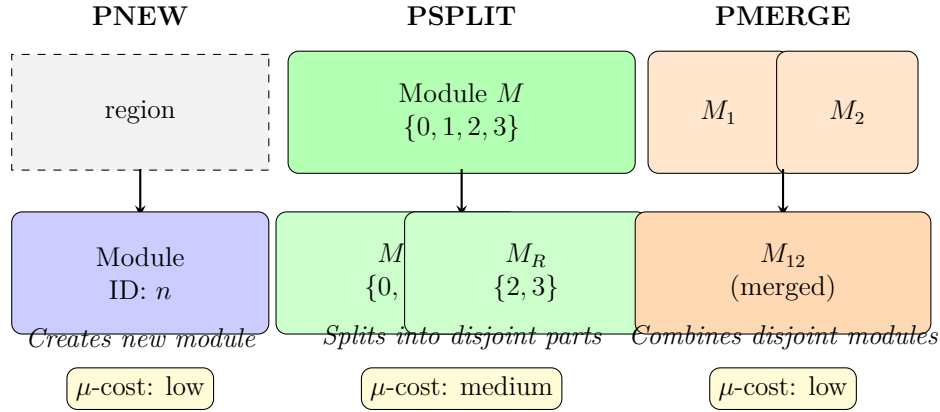 PNEW
PSPLIT
PMERGE
region
Module M
{0, 1, 2, 3}
M₁
M₂
Module
ID: n
M
{0,
M_R
{2, 3}
M₁₂
(merged)
Creates new module
Splits into disjoint parts
Combines disjoint modules
μ-cost: low
μ-cost: medium
μ-cost: low